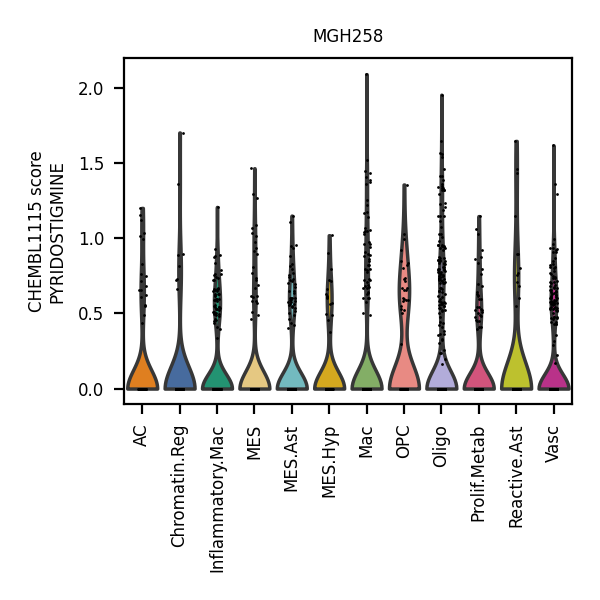 MGH258
CHEMBL1115 score
PYRIDOSTIGMINE
2.0
1.5
1.0
0.5
0.0
AC
Chromatin.Reg
Inflammatory.Mac
MES
MES.Ast
MES.Hyp
Mac
OPC
Oligo
Prolif.Metab
Reactive.Ast
Vasc